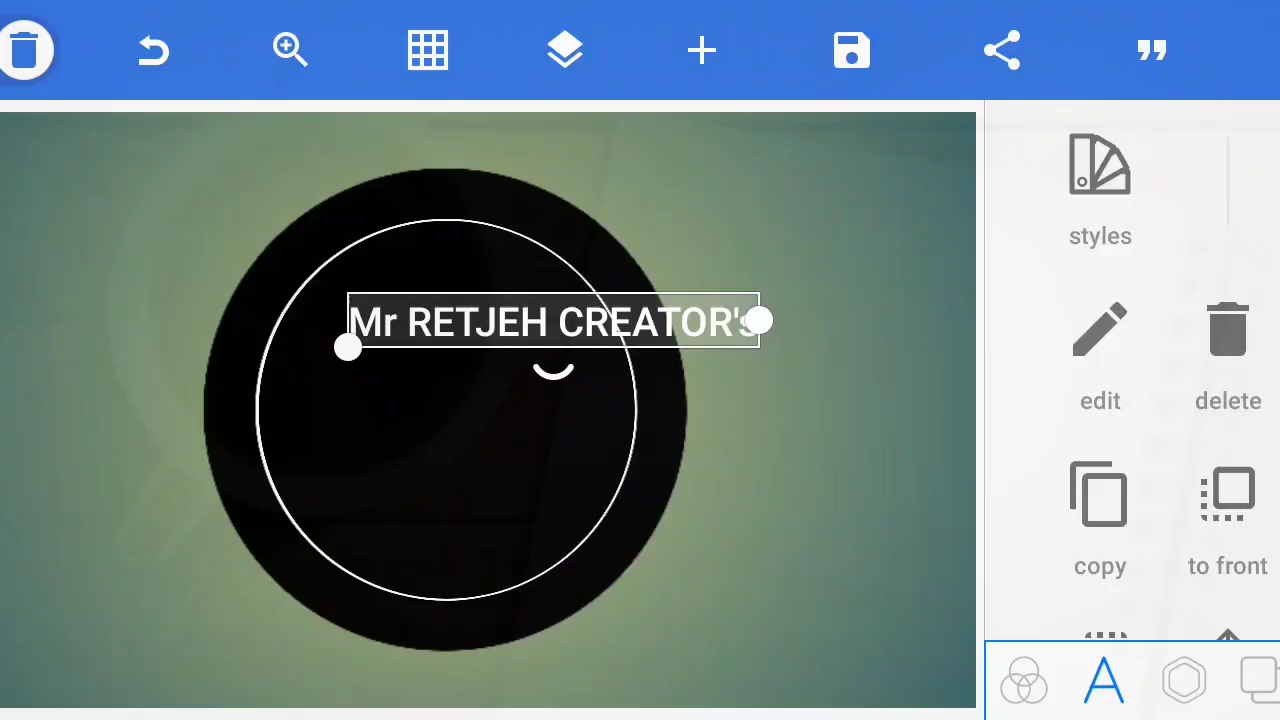 Mr RETJEH CREATOR's
styles
edit
delete
copy
to front